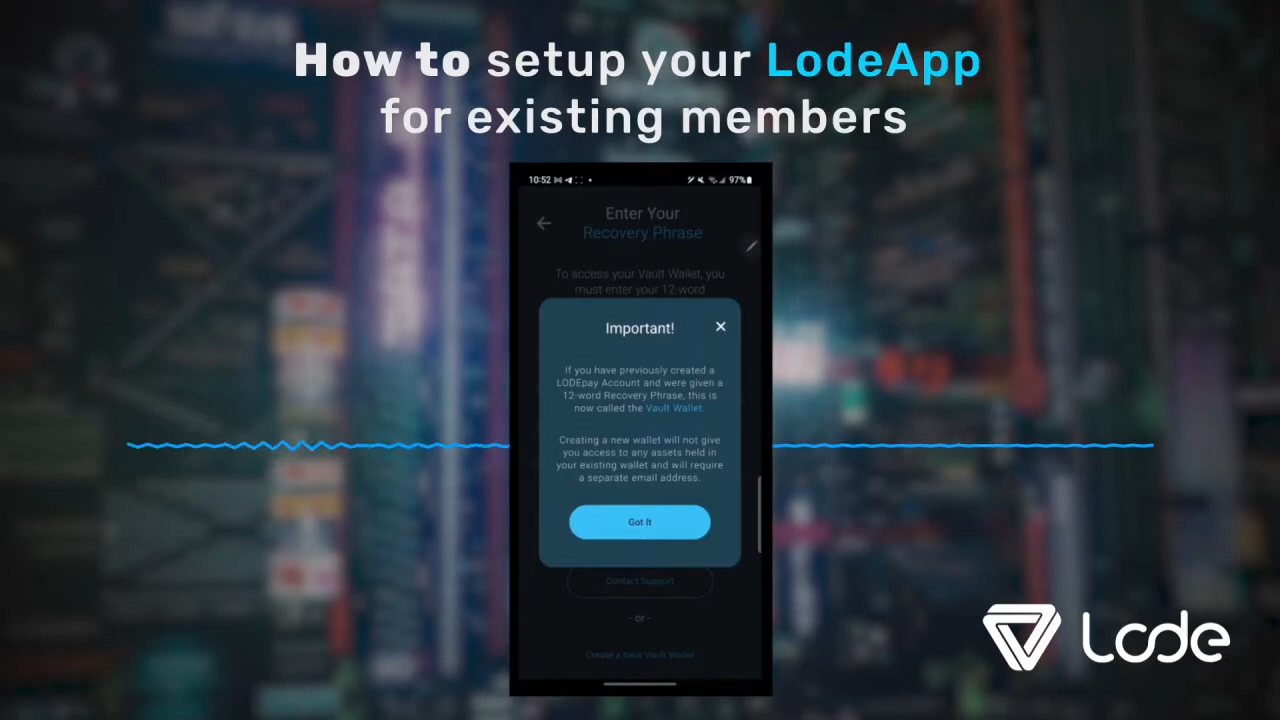 How to setup your LodeApp
for existing members
10:52
97%
Enter Your
Recovery Phrase
To access your Vault Wallet, you
must enter your 12-word
Important!
If you have previously created a
LODEpay Account and were given a
12-word Recovery Phrase, this is
now called the Vault Wallet.
Creating a new wallet will not give
you access to any assets held in
your existing wallet and will require
a separate email address.
Got It
Contact Support
- or -
Create a New Vault Wallet
Lode